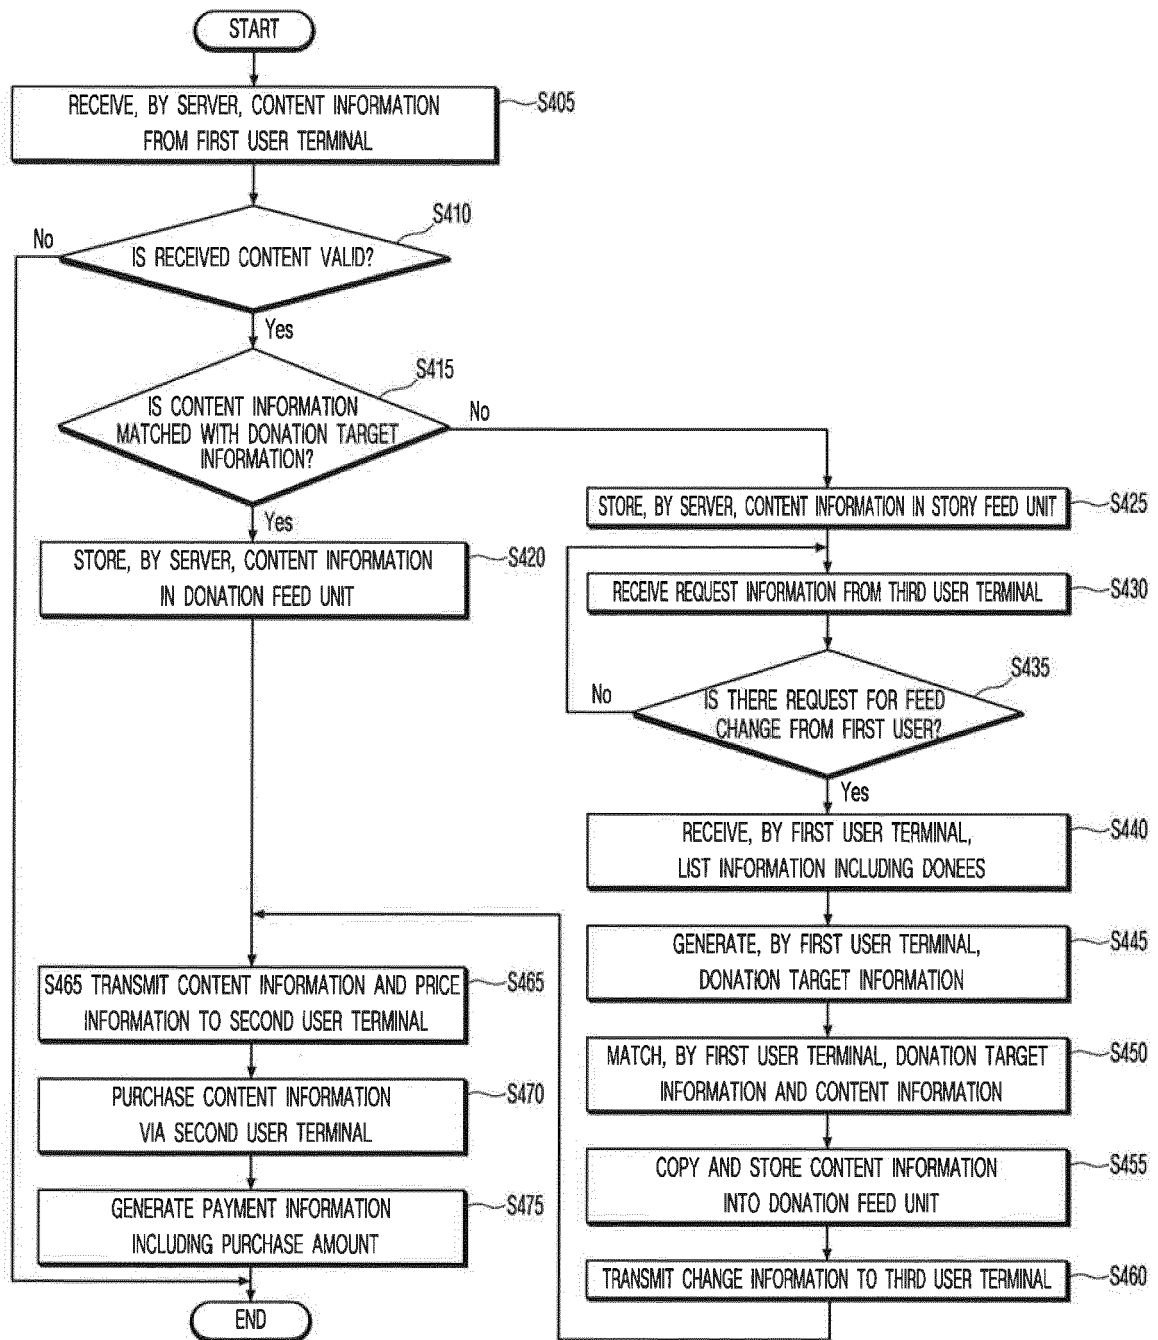 START
RECEIVE, BY SERVER, CONTENT INFORMATION
FROM FIRST USER TERMINAL
S405
S410
No
IS RECEIVED CONTENT VALID?
Yes
S415
IS CONTENT INFORMATION
MATCHED WITH DONATION TARGET
INFORMATION?
No
Yes
STORE, BY SERVER, CONTENT INFORMATION
IN DONATION FEED UNIT
S420
STORE, BY SERVER, CONTENT INFORMATION IN STORY FEED UNIT
S425
RECEIVE REQUEST INFORMATION FROM THIRD USER TERMINAL
S430
S435
No
IS THERE REQUEST FOR FEED
CHANGE FROM FIRST USER?
Yes
RECEIVE, BY FIRST USER TERMINAL,
LIST INFORMATION INCLUDING DONEES
S440
GENERATE, BY FIRST USER TERMINAL,
DONATION TARGET INFORMATION
S445
MATCH, BY FIRST USER TERMINAL, DONATION TARGET
INFORMATION AND CONTENT INFORMATION
S450
COPY AND STORE CONTENT INFORMATION
INTO DONATION FEED UNIT
S455
TRANSMIT CHANGE INFORMATION TO THIRD USER TERMINAL
S460
S465 TRANSMIT CONTENT INFORMATION AND PRICE
INFORMATION TO SECOND USER TERMINAL
S465
PURCHASE CONTENT INFORMATION
VIA SECOND USER TERMINAL
S470
GENERATE PAYMENT INFORMATION
INCLUDING PURCHASE AMOUNT
S475
END